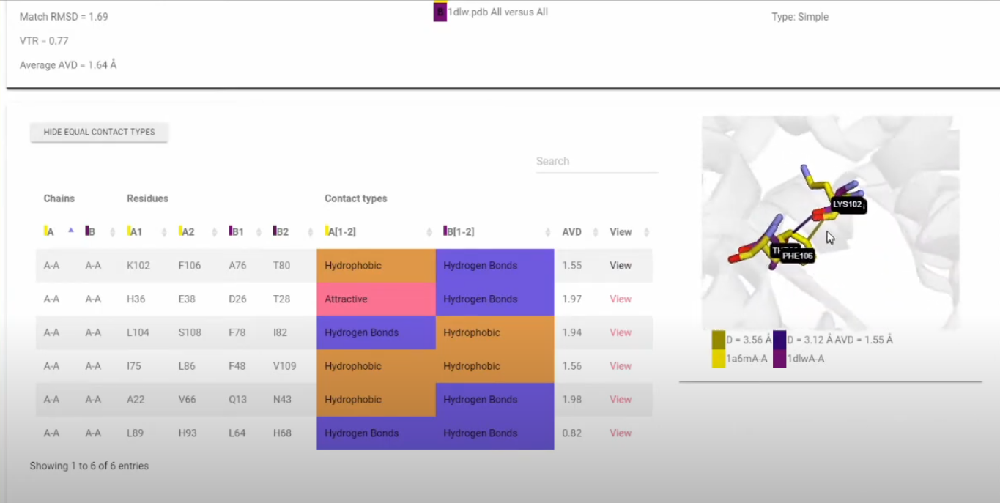 Match RMSD = 1.69
B 1dlw.pdb All versus All
Type: Simple
VTR = 0.77
Average AVD = 1.64 Å
HIDE EQUAL CONTACT TYPES
Search
Chains Residues Contact types
A B A1 A2 B1 B2 A[1-2] B[1-2] AVD View
A-A A-A K102 F106 A76 T80 Hydrophobic Hydrogen Bonds 1.55 View
A-A A-A H36 E38 D26 T28 Attractive Hydrogen Bonds 1.97 View
A-A A-A L104 S108 F78 I82 Hydrogen Bonds Hydrophobic 1.94 View
A-A A-A I75 L86 F48 V109 Hydrophobic Hydrophobic 1.56 View
A-A A-A A22 V66 Q13 N43 Hydrophobic Hydrogen Bonds 1.98 View
A-A A-A L89 H93 L64 H68 Hydrogen Bonds Hydrogen Bonds 0.82 View
Showing 1 to 6 of 6 entries
LYS102
PHE106
D = 3.56 Å D = 3.12 Å AVD = 1.55 Å
1a6mA-A 1dlwA-A